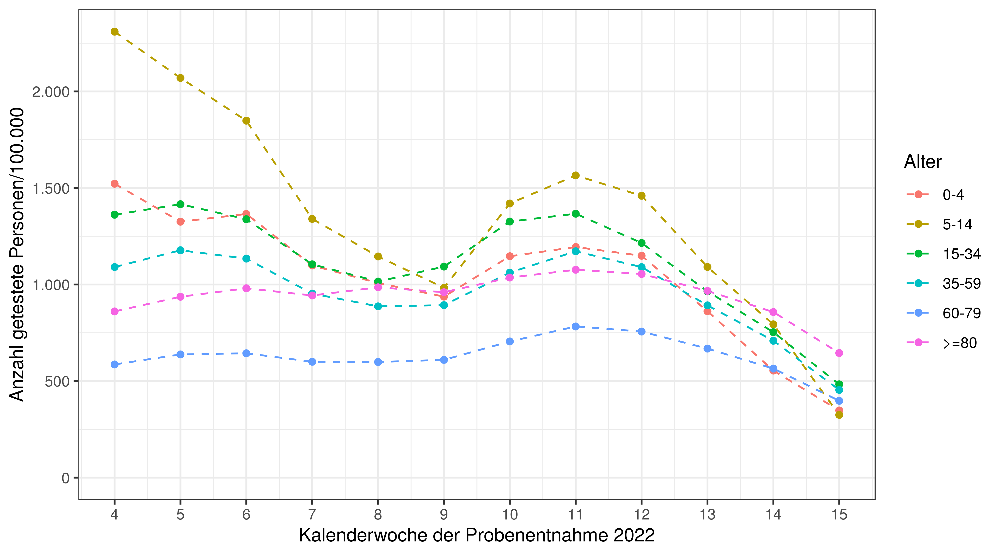 Anzahl getestete Personen/100.000
2.000
1.500
1.000
500
0
4 5 6 7 8 9 10 11 12 13 14 15
Kalenderwoche der Probenentnahme 2022
Alter
0-4
5-14
15-34
35-59
60-79
>=80